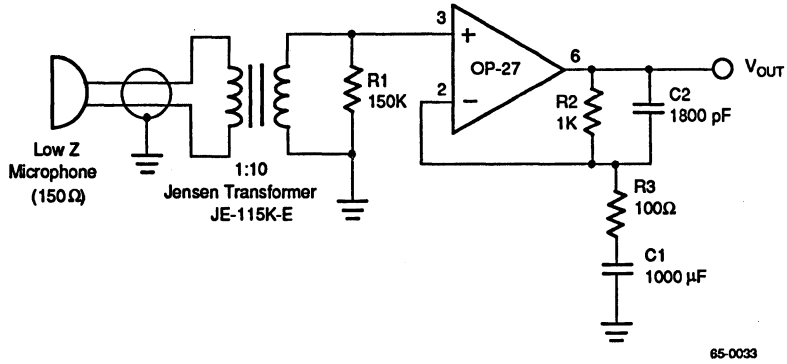 Low Z
Microphone
(150Ω)
1:10
Jensen Transformer
JE-115K-E
R1
150K
3
+
OP-27
2
−
6
R2
1K
C2
1800 pF
VOUT
R3
100Ω
C1
1000 µF
65-0033